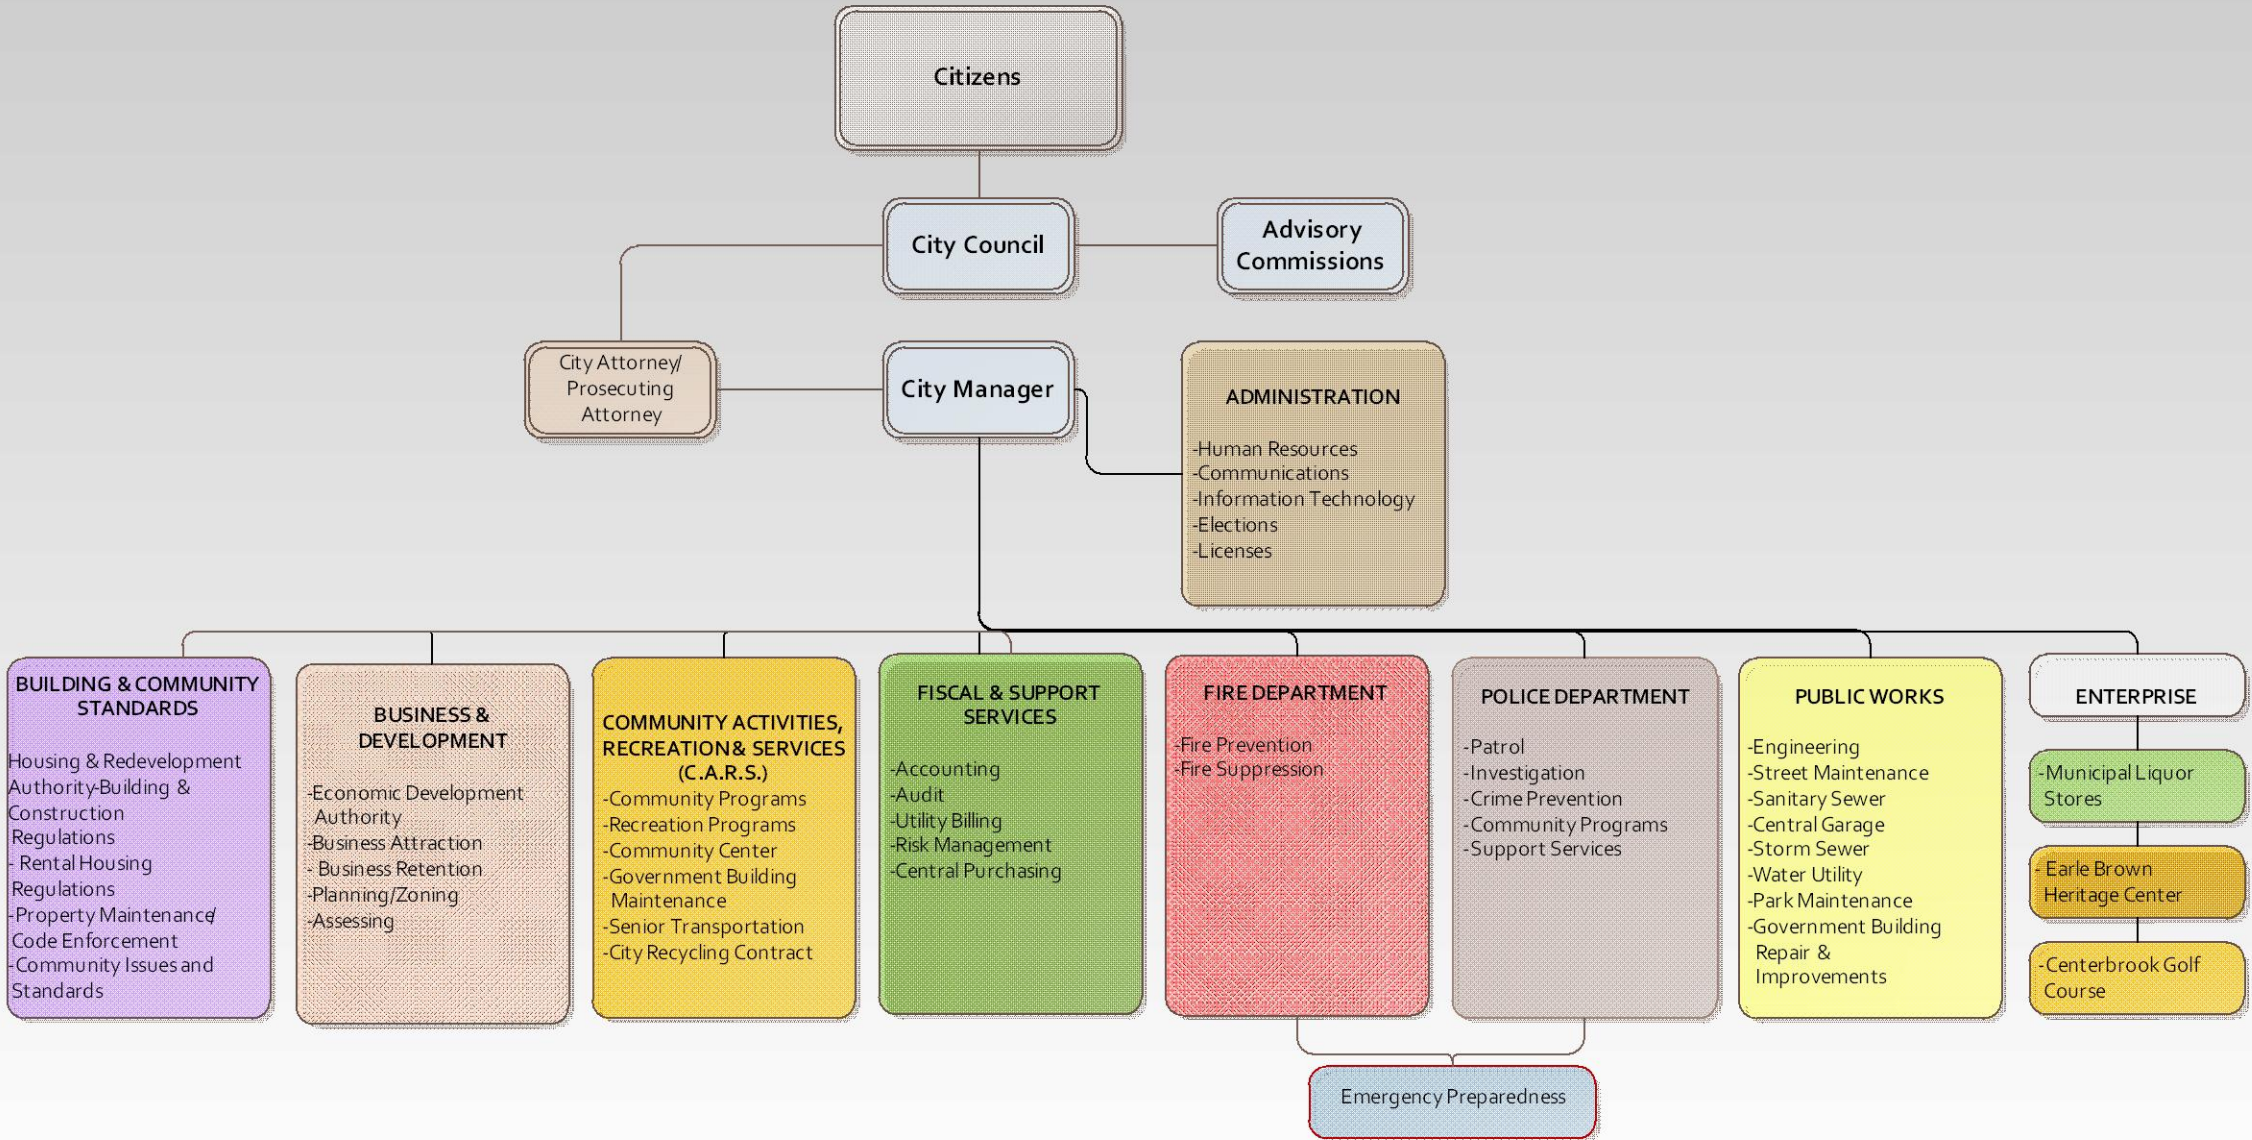 Citizens
City Council
Advisory
Commissions
City Attorney/
Prosecuting
Attorney
City Manager
ADMINISTRATION
-Human Resources
-Communications
-Information Technology
-Elections
-Licenses
BUILDING & COMMUNITY
STANDARDS
Housing & Redevelopment
Authority-Building &
Construction
Regulations
- Rental Housing
Regulations
-Property Maintenance/
Code Enforcement
-Community Issues and
Standards
BUSINESS &
DEVELOPMENT
-Economic Development
Authority
-Business Attraction
- Business Retention
-Planning/Zoning
-Assessing
COMMUNITY ACTIVITIES,
RECREATION & SERVICES
(C.A.R.S.)
-Community Programs
-Recreation Programs
-Community Center
-Government Building
Maintenance
-Senior Transportation
-City Recycling Contract
FISCAL & SUPPORT
SERVICES
-Accounting
-Audit
-Utility Billing
-Risk Management
-Central Purchasing
FIRE DEPARTMENT
-Fire Prevention
-Fire Suppression
POLICE DEPARTMENT
-Patrol
-Investigation
-Crime Prevention
-Community Programs
-Support Services
PUBLIC WORKS
-Engineering
-Street Maintenance
-Sanitary Sewer
-Central Garage
-Storm Sewer
-Water Utility
-Park Maintenance
-Government Building
Repair &
Improvements
ENTERPRISE
-Municipal Liquor
Stores
- Earle Brown
Heritage Center
-Centerbrook Golf
Course
Emergency Preparedness